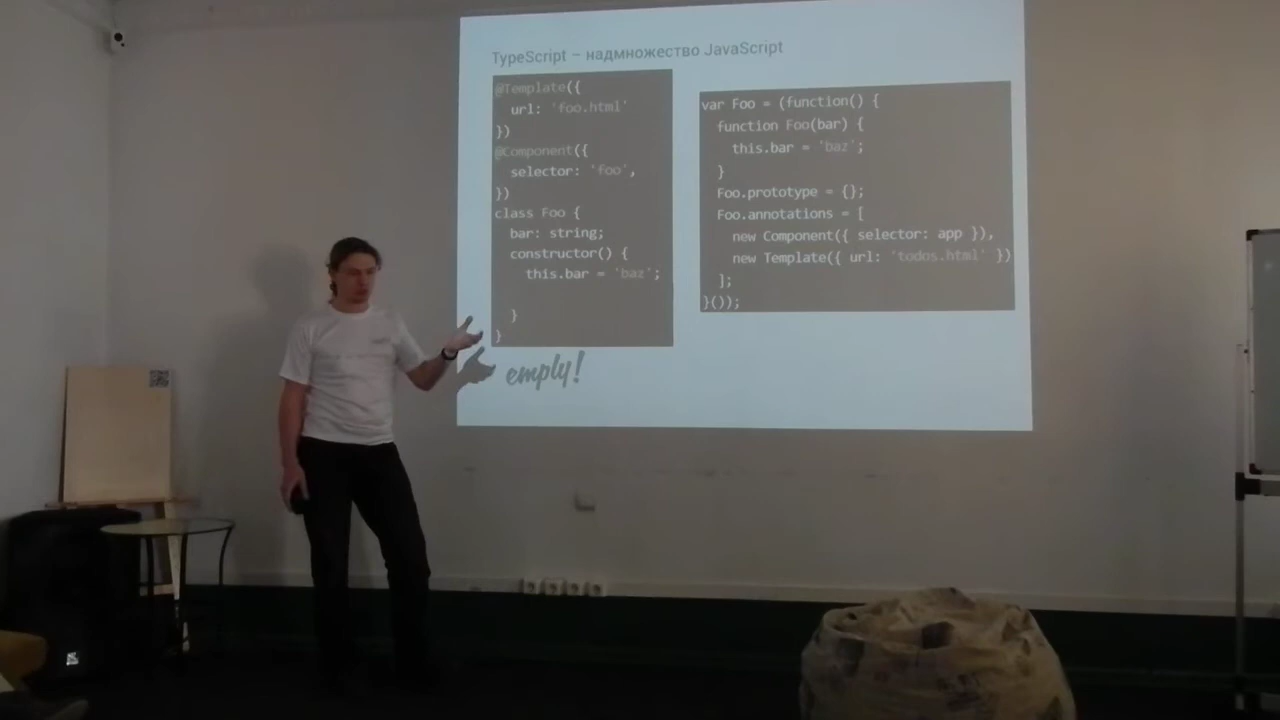 TypeScript – надмножество JavaScript
@Template({
url: 'foo.html'
})
@Component({
selector: 'foo',
})
class Foo {
bar: string;
constructor() {
this.bar = 'baz';
}
}
var Foo = (function() {
function Foo(bar) {
this.bar = 'baz';
}
Foo.prototype = {};
Foo.annotations = [
new Component({ selector: app }),
new Template({ url: 'todos.html' })
];
}());
emply!